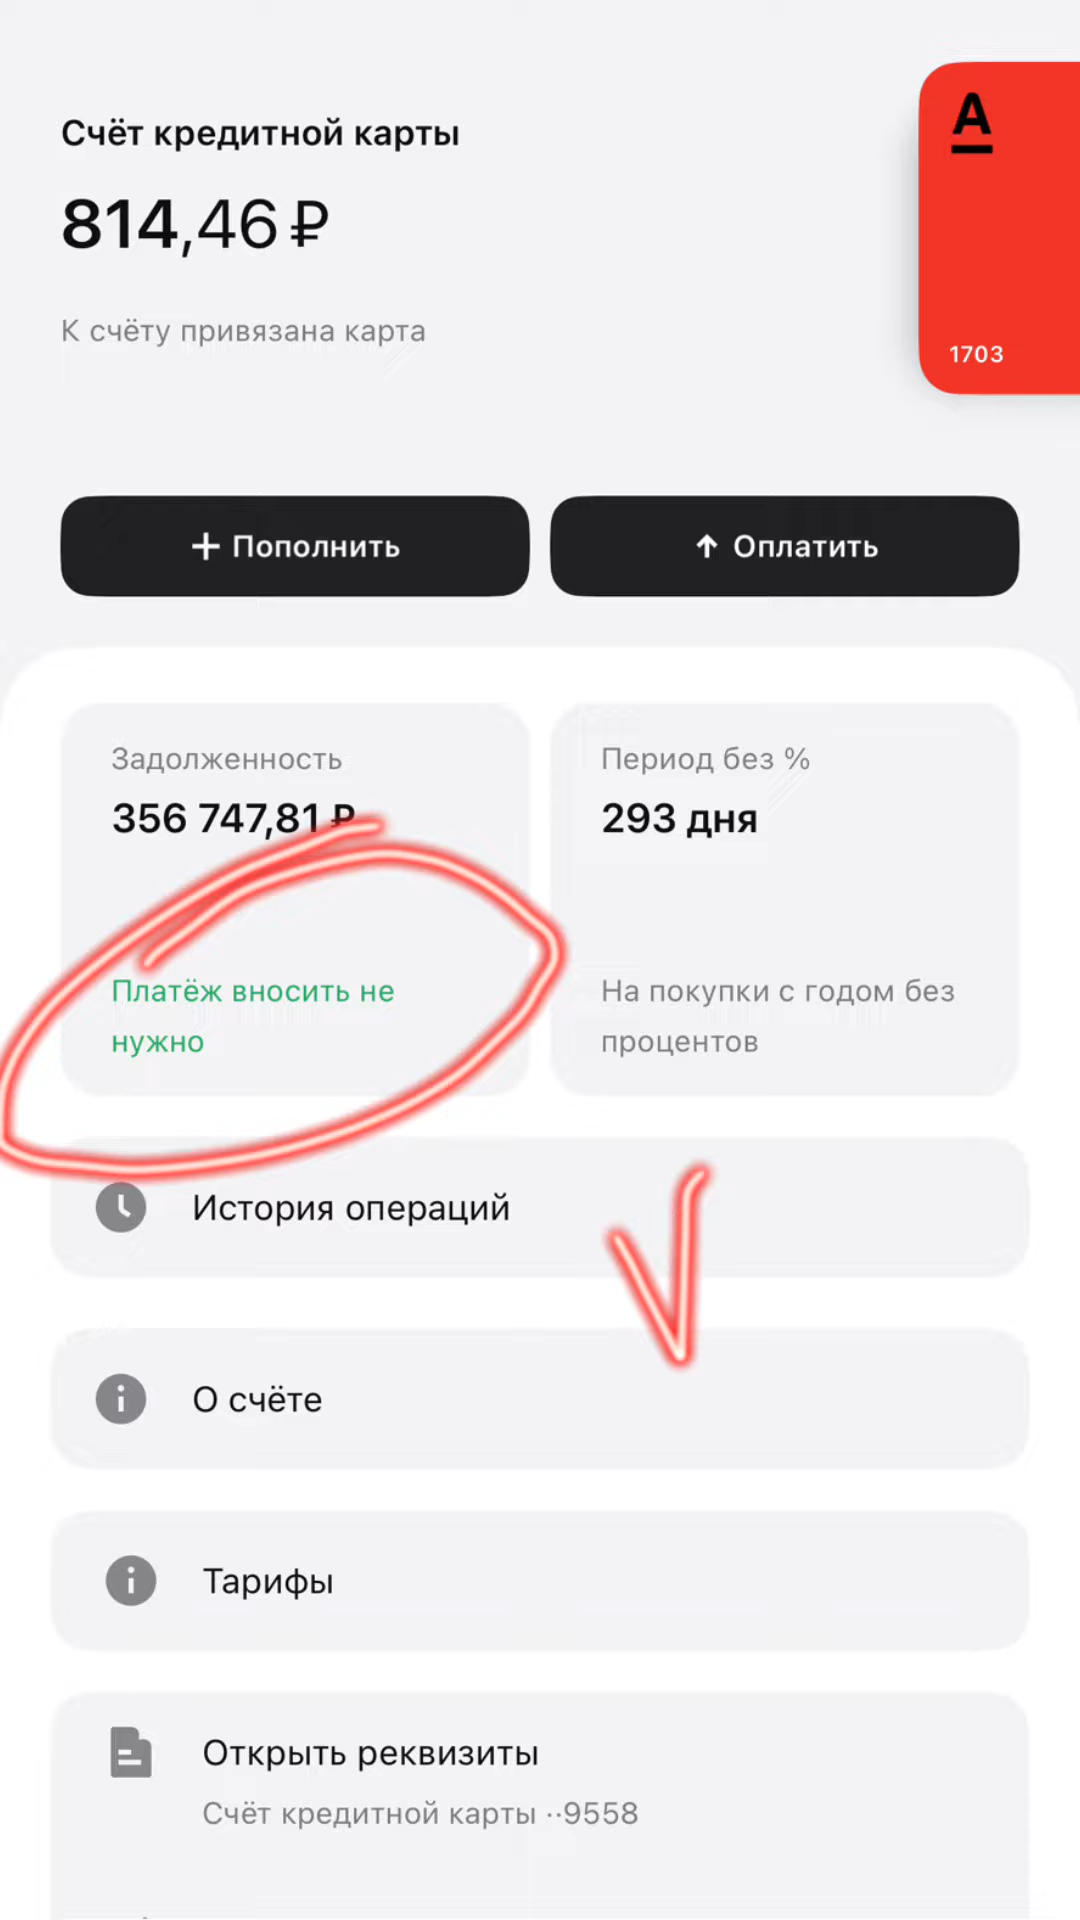 Счёт кредитной карты
A
814,46 ₽
К счёту привязана карта
1703
+ Пополнить
↑ Оплатить
Задолженность
356 747,81 ₽
Платёж вносить не
нужно
Период без %
293 дня
На покупки с годом без
процентов
История операций
О счёте
Тарифы
Открыть реквизиты
Счёт кредитной карты ··9558